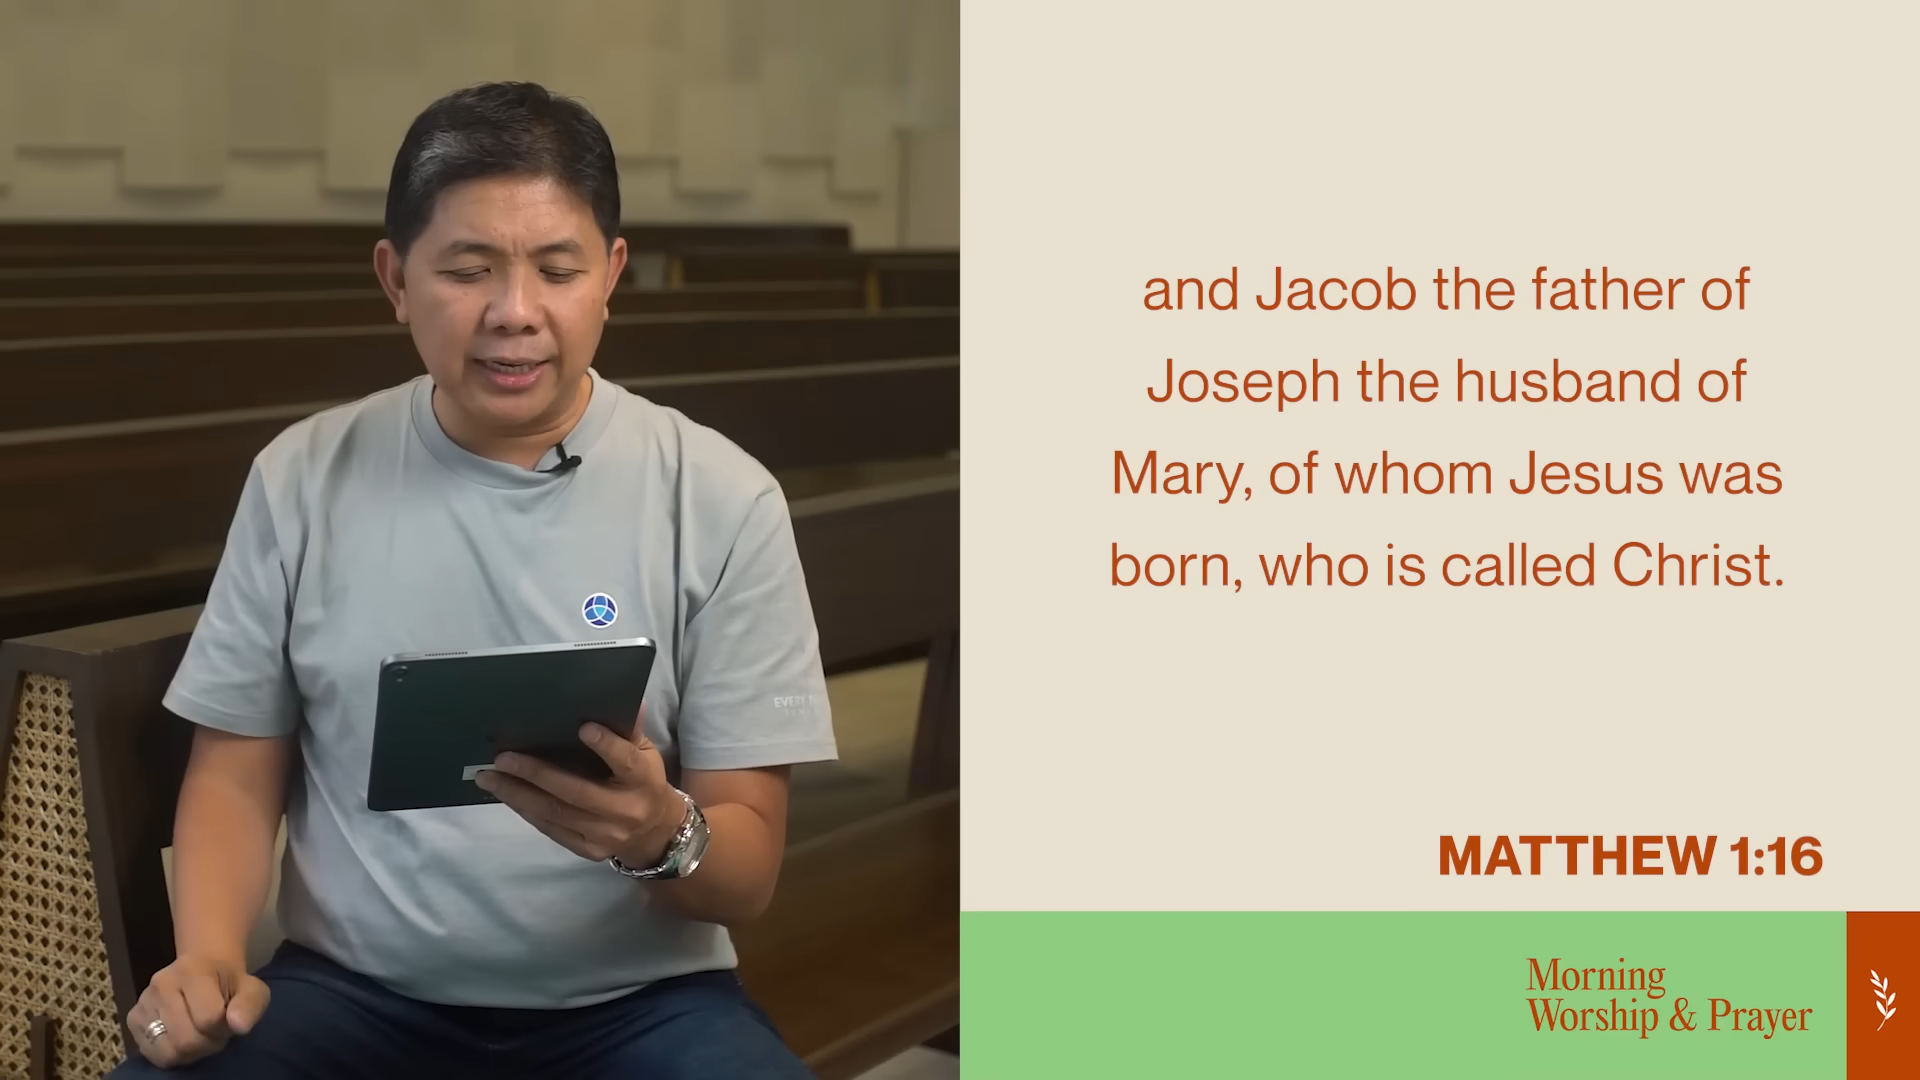 and Jacob the father of
Joseph the husband of
Mary, of whom Jesus was
born, who is called Christ.
MATTHEW 1:16
Morning
Worship & Prayer
EVERY